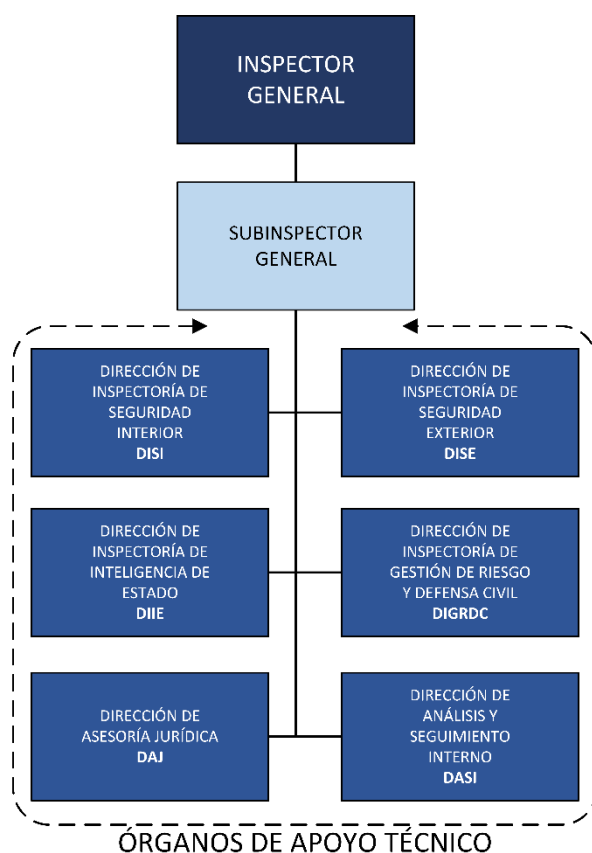 INSPECTOR
GENERAL
SUBINSPECTOR
GENERAL
DIRECCIÓN DE
INSPECTORÍA DE
SEGURIDAD
INTERIOR
DISI
DIRECCIÓN DE
INSPECTORÍA DE
SEGURIDAD
EXTERIOR
DISE
DIRECCIÓN DE
INSPECTORÍA DE
INTELIGENCIA DE
ESTADO
DIIE
DIRECCIÓN DE
INSPECTORÍA DE
GESTIÓN DE RIESGO
Y DEFENSA CIVIL
DIGRDC
DIRECCIÓN DE
ASESORÍA JURÍDICA
DAJ
DIRECCIÓN DE
ANÁLISIS Y
SEGUIMIENTO
INTERNO
DASI
ÓRGANOS DE APOYO TÉCNICO